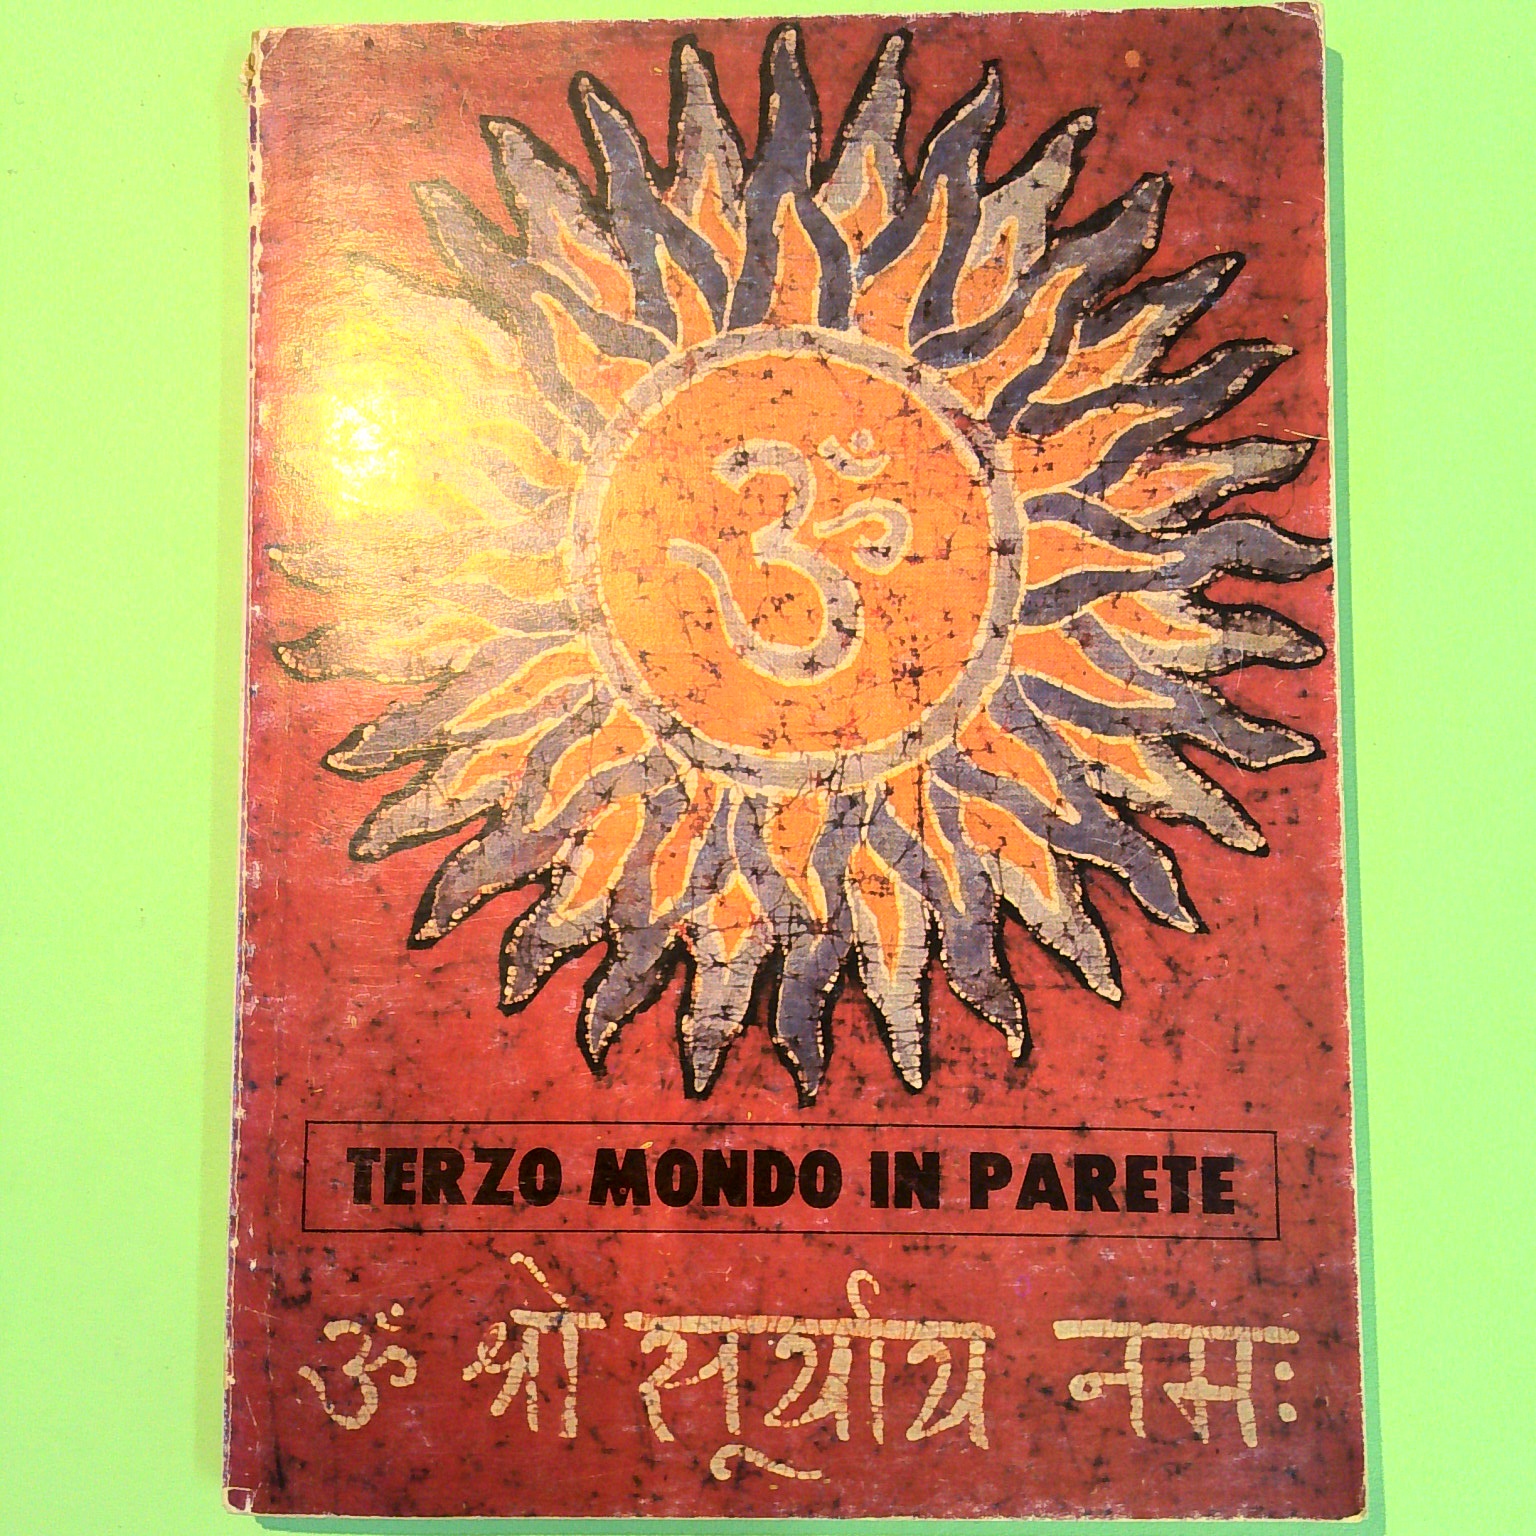 ॐ
TERZO MONDO IN PARETE
ॐ श्रो सूर्याय नमः